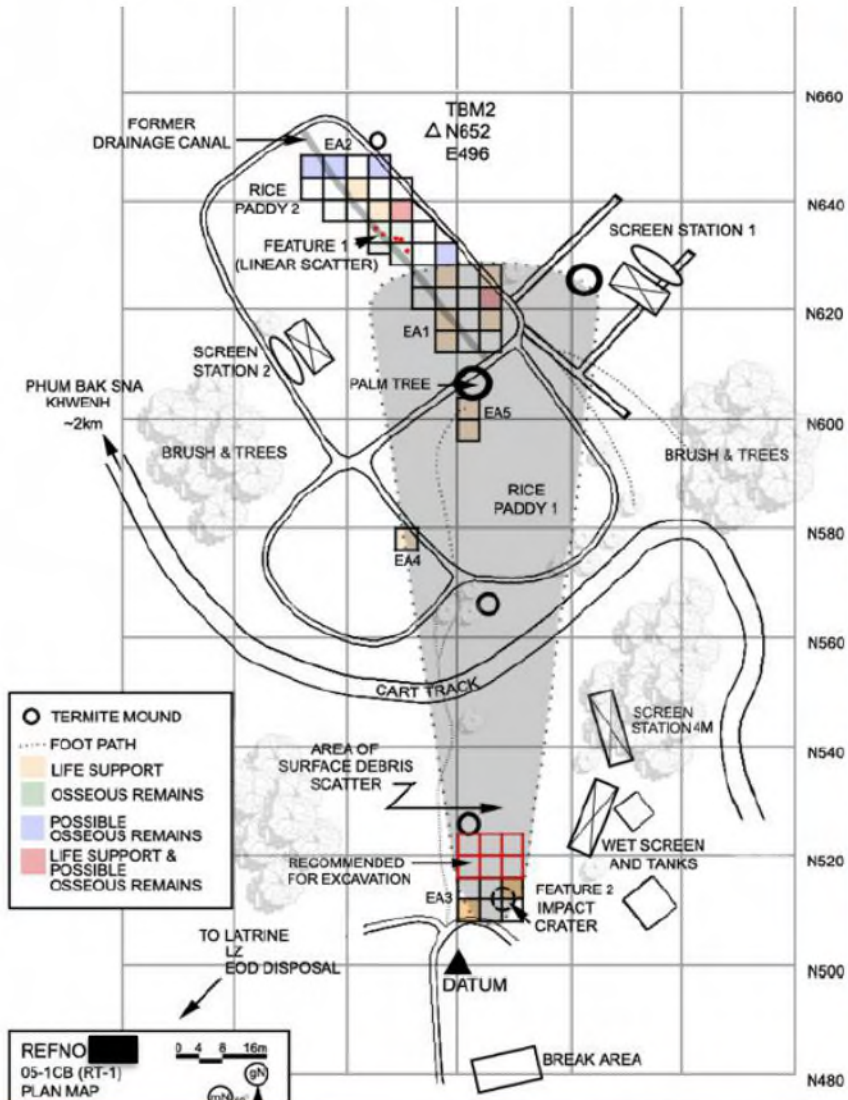 N660
TBM2
N652
E496
FORMER
DRAINAGE CANAL
EA2
RICE
PADDY 2
N640
SCREEN STATION 1
FEATURE 1
(LINEAR SCATTER)
N620
EA1
SCREEN
STATION 2
PHUM BAK SNA
KHWENH
~2km
PALM TREE
EA5
N600
BRUSH & TREES
BRUSH & TREES
RICE
PADDY 1
N580
EA4
N560
CART TRACK
TERMITE MOUND
FOOT PATH
LIFE SUPPORT
OSSEOUS REMAINS
POSSIBLE
OSSEOUS REMAINS
LIFE SUPPORT &
POSSIBLE
OSSEOUS REMAINS
SCREEN
STATION 4M
AREA OF
SURFACE DEBRIS
SCATTER
N540
WET SCREEN
AND TANKS
N520
RECOMMENDED
FOR EXCAVATION
EA3
FEATURE 2
IMPACT
CRATER
TO LATRINE
LZ
EOD DISPOSAL
N500
DATUM
REFNO
05-1CB (RT-1)
PLAN MAP
0 4 8 16m
gN
mN
BREAK AREA
N480